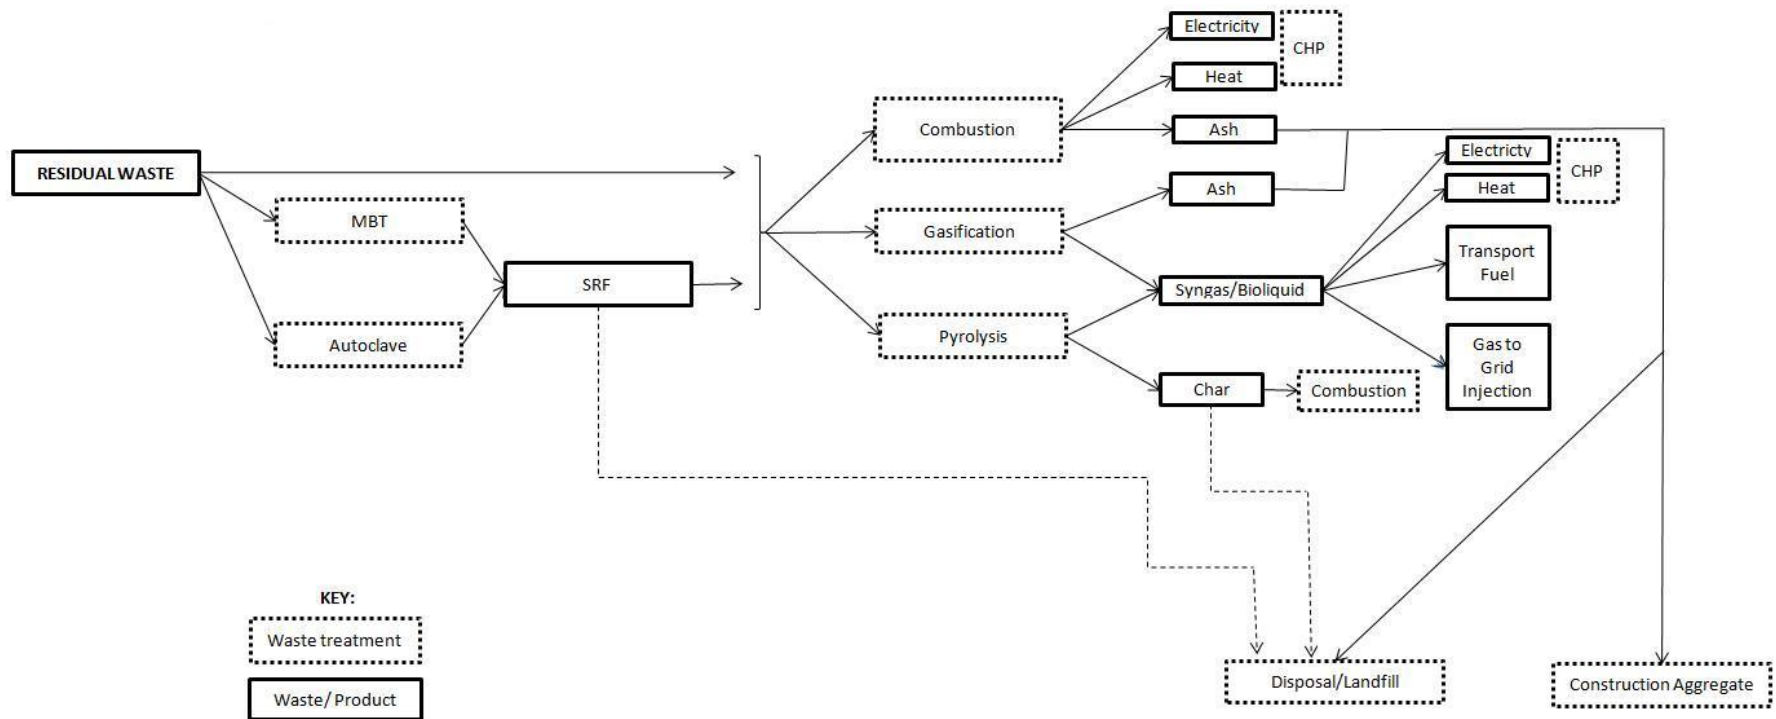 Electricity
CHP
Heat
Combustion
Ash
Electricty
RESIDUAL WASTE
CHP
Ash
Heat
MBT
Gasification
Transport
Fuel
SRF
Syngas/Bioliquid
Autoclave
Pyrolysis
Gas to
Grid
Injection
Char
Combustion
KEY:
Waste treatment
Waste/ Product
Disposal/Landfill
Construction Aggregate